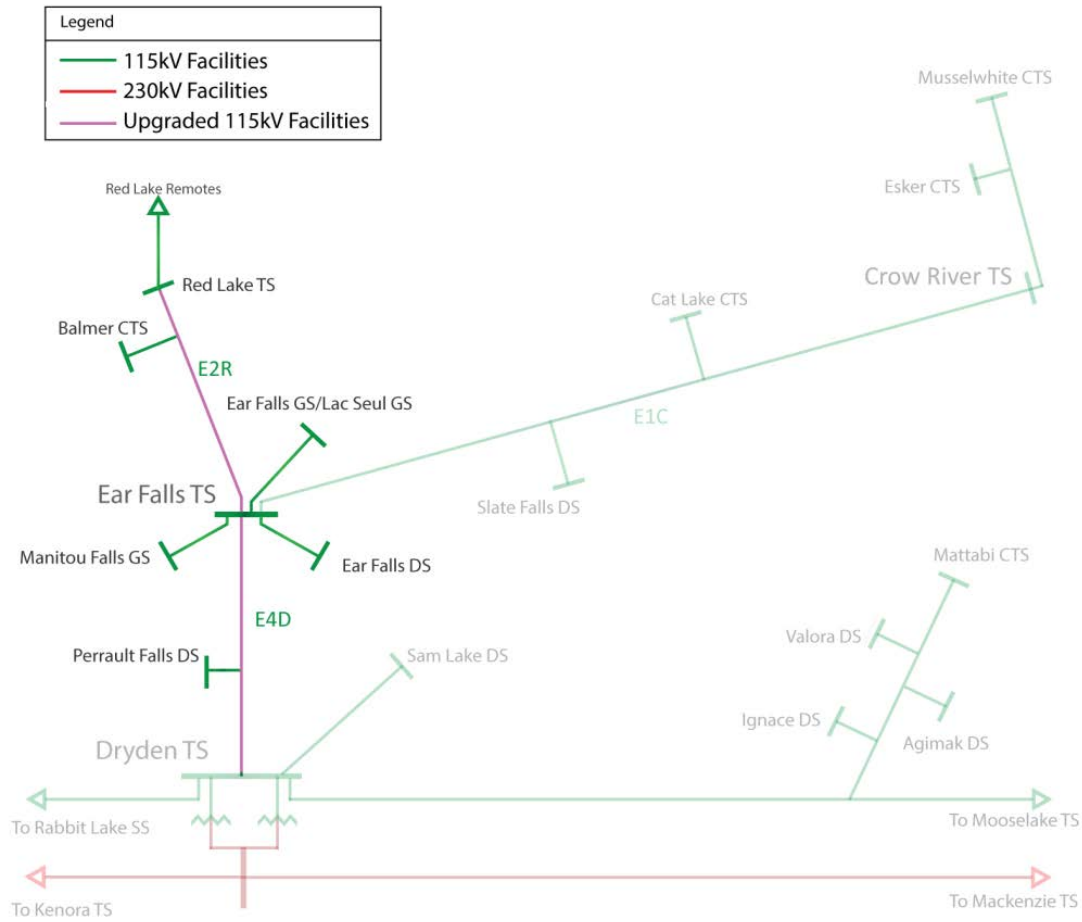 Legend
115kV Facilities
230kV Facilities
Upgraded 115kV Facilities
Musselwhite CTS
Esker CTS
Red Lake Remotes
Crow River TS
Red Lake TS
Cat Lake CTS
Balmer CTS
E2R
Ear Falls GS/Lac Seul GS
E1C
Ear Falls TS
Slate Falls DS
Manitou Falls GS
Ear Falls DS
Mattabi CTS
E4D
Valora DS
Perrault Falls DS
Sam Lake DS
Ignace DS
Agimak DS
Dryden TS
To Rabbit Lake SS
To Mooselake TS
To Kenora TS
To Mackenzie TS